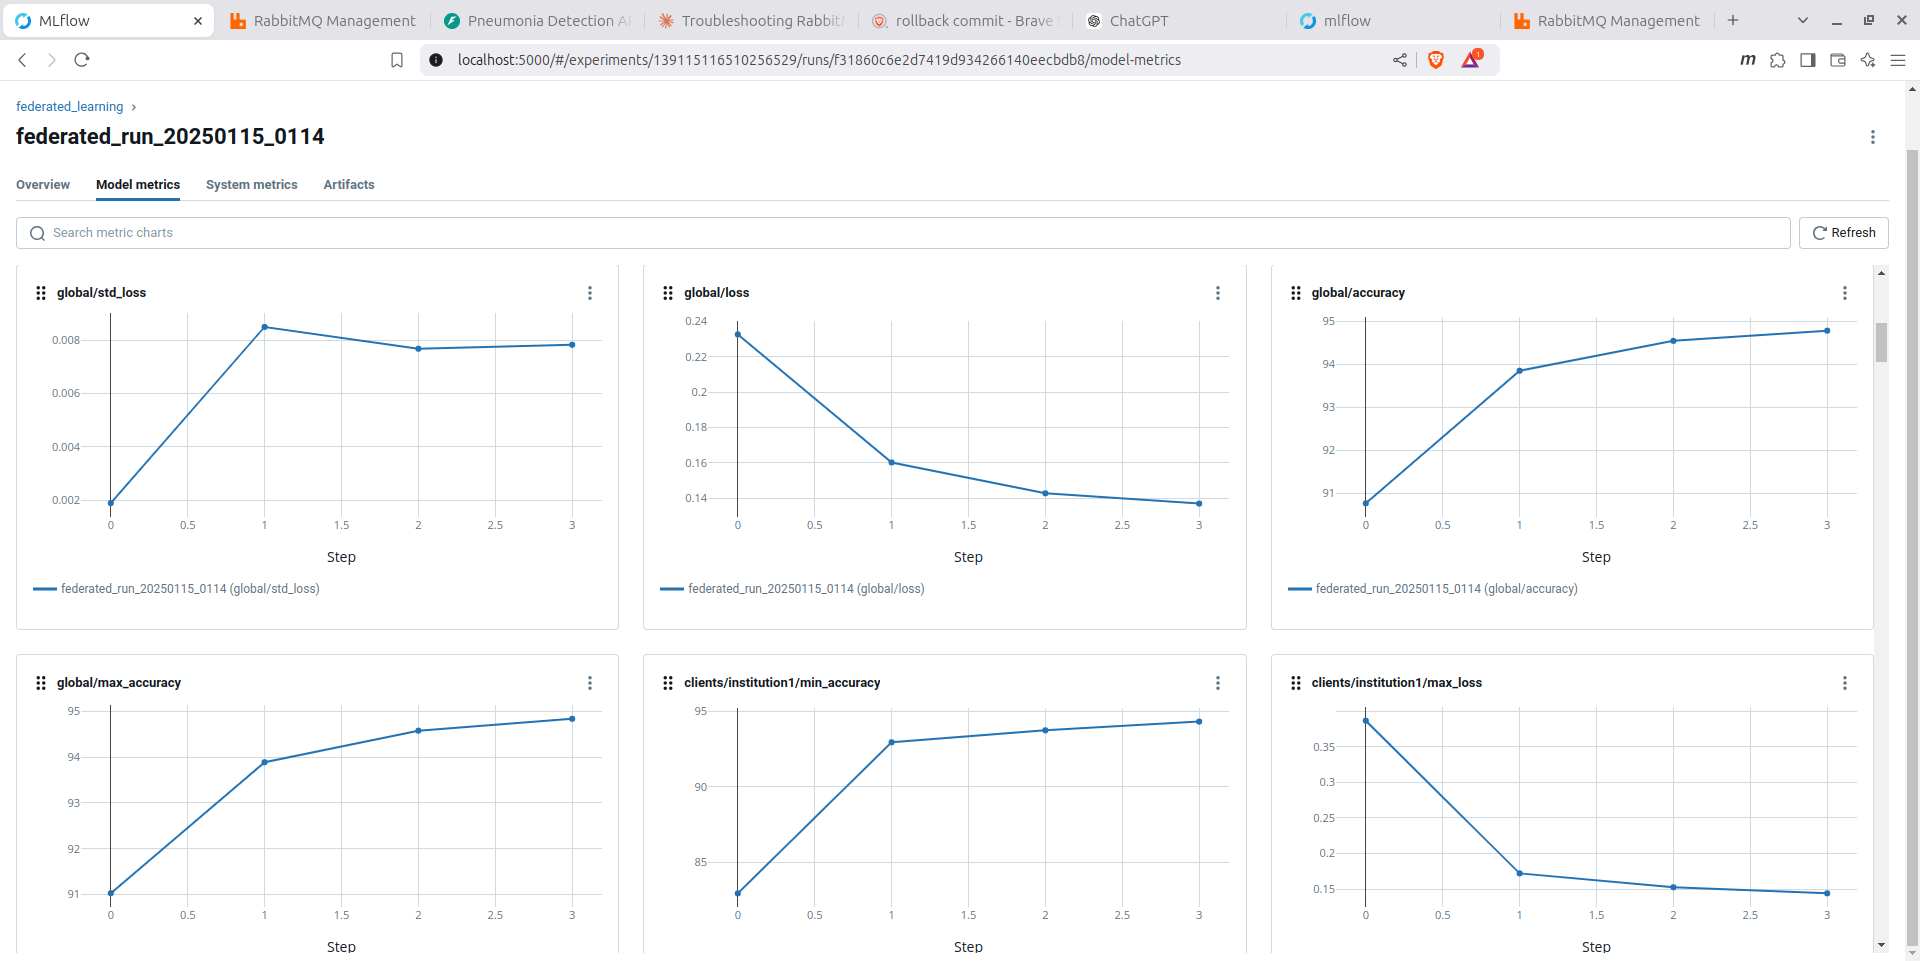 MLflow
RabbitMQ Management
Pneumonia Detection A
Troubleshooting Rabbit
rollback commit - Brave
ChatGPT
mlflow
RabbitMQ Management
localhost:5000/#/experiments/139115116510256529/runs/f31860c6e2d7419d934266140eecbdb8/model-metrics
1
federated_learning
federated_run_20250115_0114
Overview Model metrics System metrics Artifacts
Search metric charts
Refresh
global/std_loss
0.008
0.006
0.004
0.002
0 0.5 1 1.5 2 2.5 3
Step
federated_run_20250115_0114 (global/std_loss)
global/loss
0.24
0.22
0.2
0.18
0.16
0.14
0 0.5 1 1.5 2 2.5 3
Step
federated_run_20250115_0114 (global/loss)
global/accuracy
95
94
93
92
91
0 0.5 1 1.5 2 2.5 3
Step
federated_run_20250115_0114 (global/accuracy)
global/max_accuracy
95
94
93
92
91
0 0.5 1 1.5 2 2.5 3
Step
clients/institution1/min_accuracy
95
90
85
0 0.5 1 1.5 2 2.5 3
Step
clients/institution1/max_loss
0.35
0.3
0.25
0.2
0.15
0 0.5 1 1.5 2 2.5 3
Step